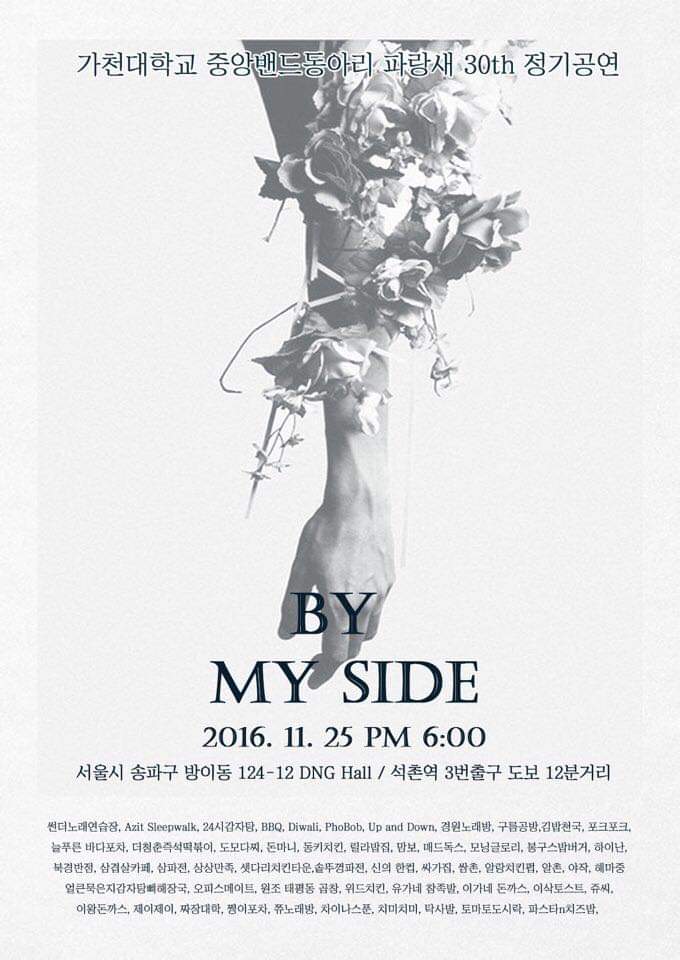 가천대학교 중앙밴드동아리 파랑새 30th 정기공연
BY
MY SIDE
2016. 11. 25 PM 6:00
서울시 송파구 방이동 124-12 DNG Hall / 석촌역 3번출구 도보 12분거리
썬더노래연습장, Azit Sleepwalk, 24시감자탕, BBQ, Diwali, PhoBob, Up and Down, 경원노래방, 구름공방,김밥천국, 포크포크,
늘푸른 바다포차, 더청춘즉석떡볶이, 도모다찌, 돈마니, 동키치킨, 릴라밥집, 맘보, 매드독스, 모닝글로리, 봉구스밥버거, 하이난,
북경반점, 삼겹살카페, 삼파전, 상상만족, 셋다리치킨타운,솥뚜껑파전, 신의 한컵, 싸가집, 쌈촌, 알랑치킨펍, 알촌, 야작, 헤마중
얼큰묵은지감자탕뼈해장국, 오피스메이트, 원조 태평동 곱창, 위드치킨, 유가네 참족발, 이가네 돈까스, 이삭토스트, 쥬씨,
이왕돈까스, 제이제이, 짜장대학, 찡이포차, 쮸노래방, 차이나스푼, 치미치미, 탁사발, 토마토도시락, 파스타n치즈밥,